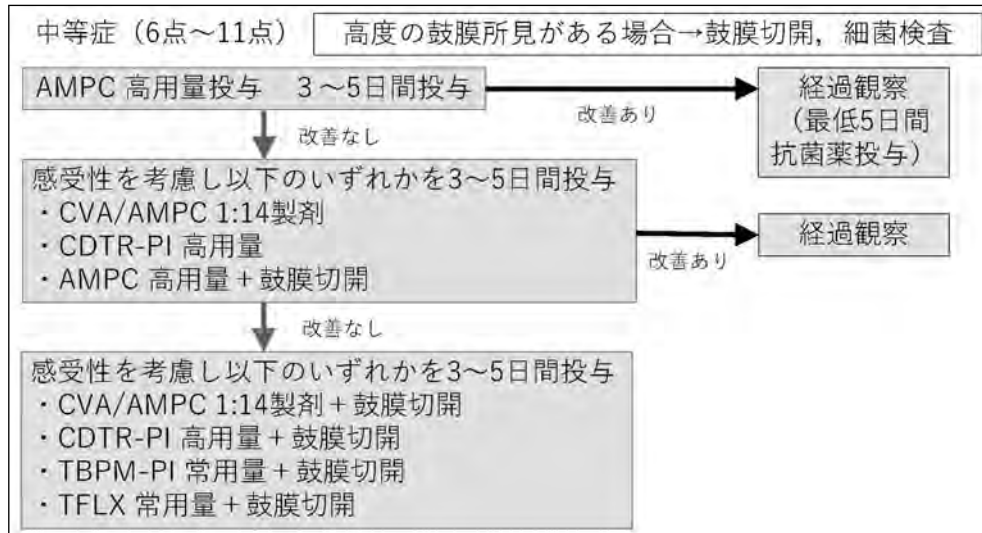 中等症（6点～11点）
高度の鼓膜所見がある場合→鼓膜切開，細菌検査
AMPC 高用量投与　3～5日間投与
改善あり
経過観察
（最低5日間
抗菌薬投与）
改善なし
感受性を考慮し以下のいずれかを3～5日間投与
・CVA/AMPC 1:14製剤
・CDTR-PI 高用量
・AMPC 高用量＋鼓膜切開
改善あり
経過観察
改善なし
感受性を考慮し以下のいずれかを3～5日間投与
・CVA/AMPC 1:14製剤＋鼓膜切開
・CDTR-PI 高用量＋鼓膜切開
・TBPM-PI 常用量＋鼓膜切開
・TFLX 常用量＋鼓膜切開